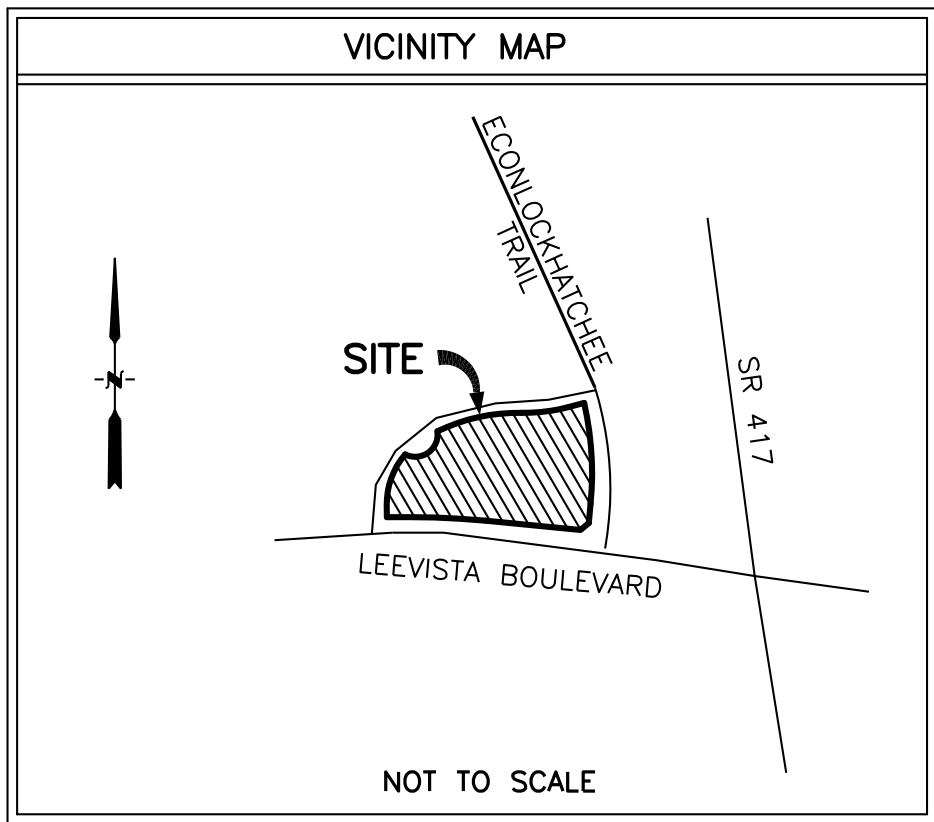 VICINITY MAP
ECONLOCKHATCHEE
TRAIL
SITE
SR 417
N
LEEVISTA BOULEVARD
NOT TO SCALE